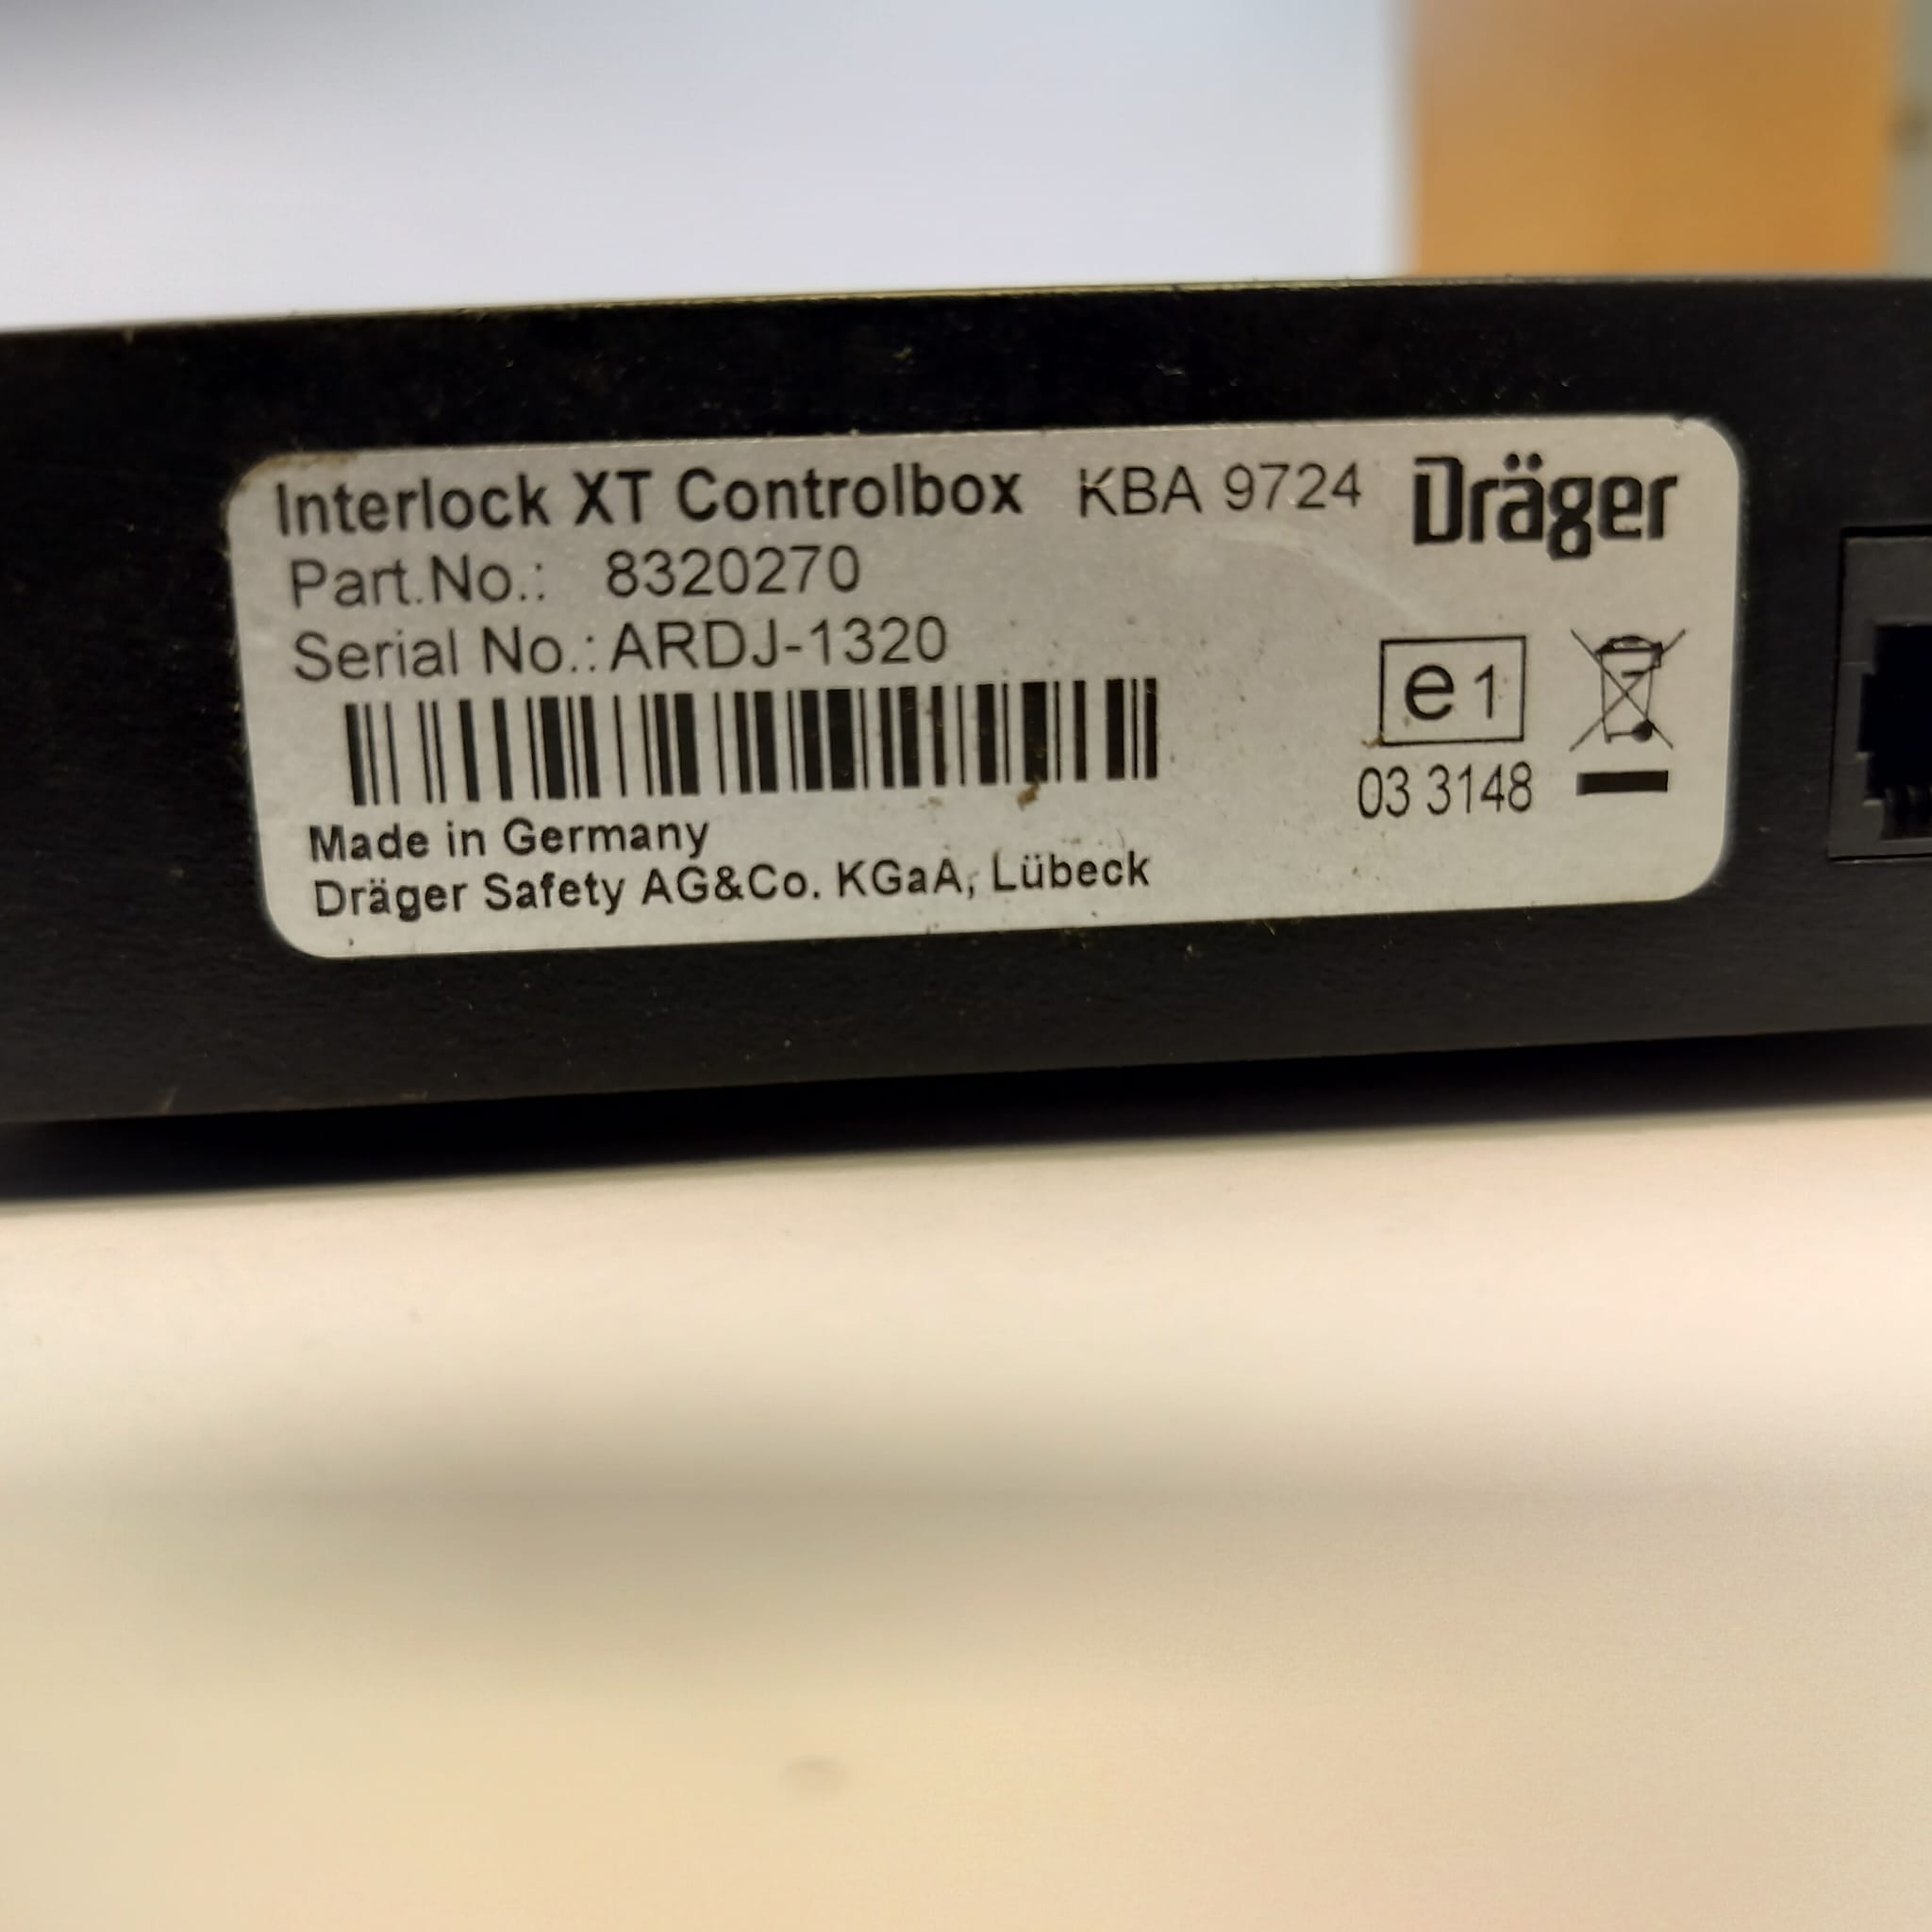 Interlock XT Controlbox KBA 9724 Dräger
Part.No.: 8320270
Serial No.: ARDJ-1320
e1
03 3148
Made in Germany
Dräger Safety AG&Co. KGaA, Lübeck